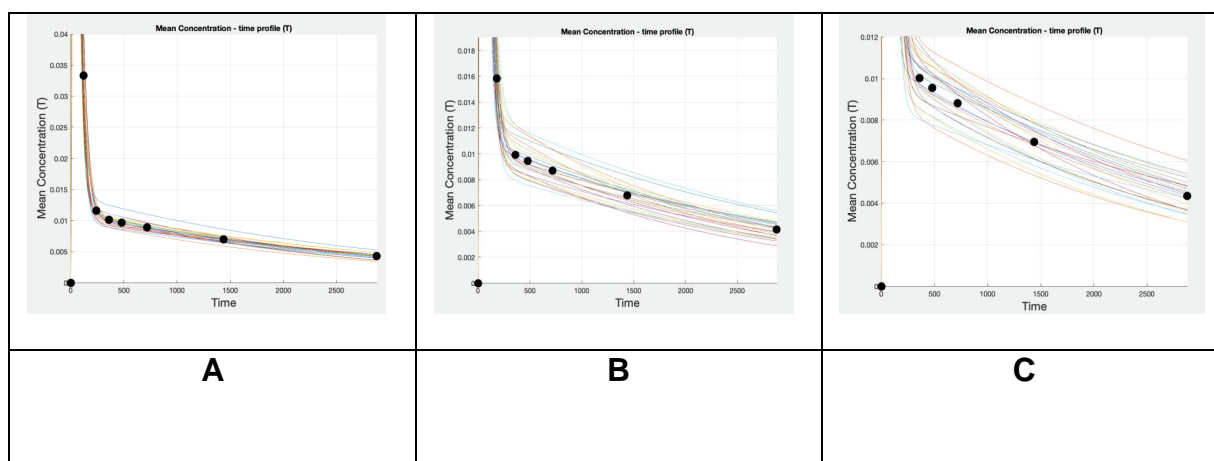 Mean Concentration - time profile (T)
Mean Concentration (T)
0.04
0.035
0.03
0.025
0.02
0.015
0.01
0.005
0
0 500 1000 1500 2000 2500
Time
Mean Concentration - time profile (T)
Mean Concentration (T)
0.018
0.016
0.014
0.012
0.01
0.008
0.006
0.004
0.002
0
0 500 1000 1500 2000 2500
Time
Mean Concentration - time profile (T)
Mean Concentration (T)
0.012
0.01
0.008
0.006
0.004
0.002
0
0 500 1000 1500 2000 2500
Time
A B C